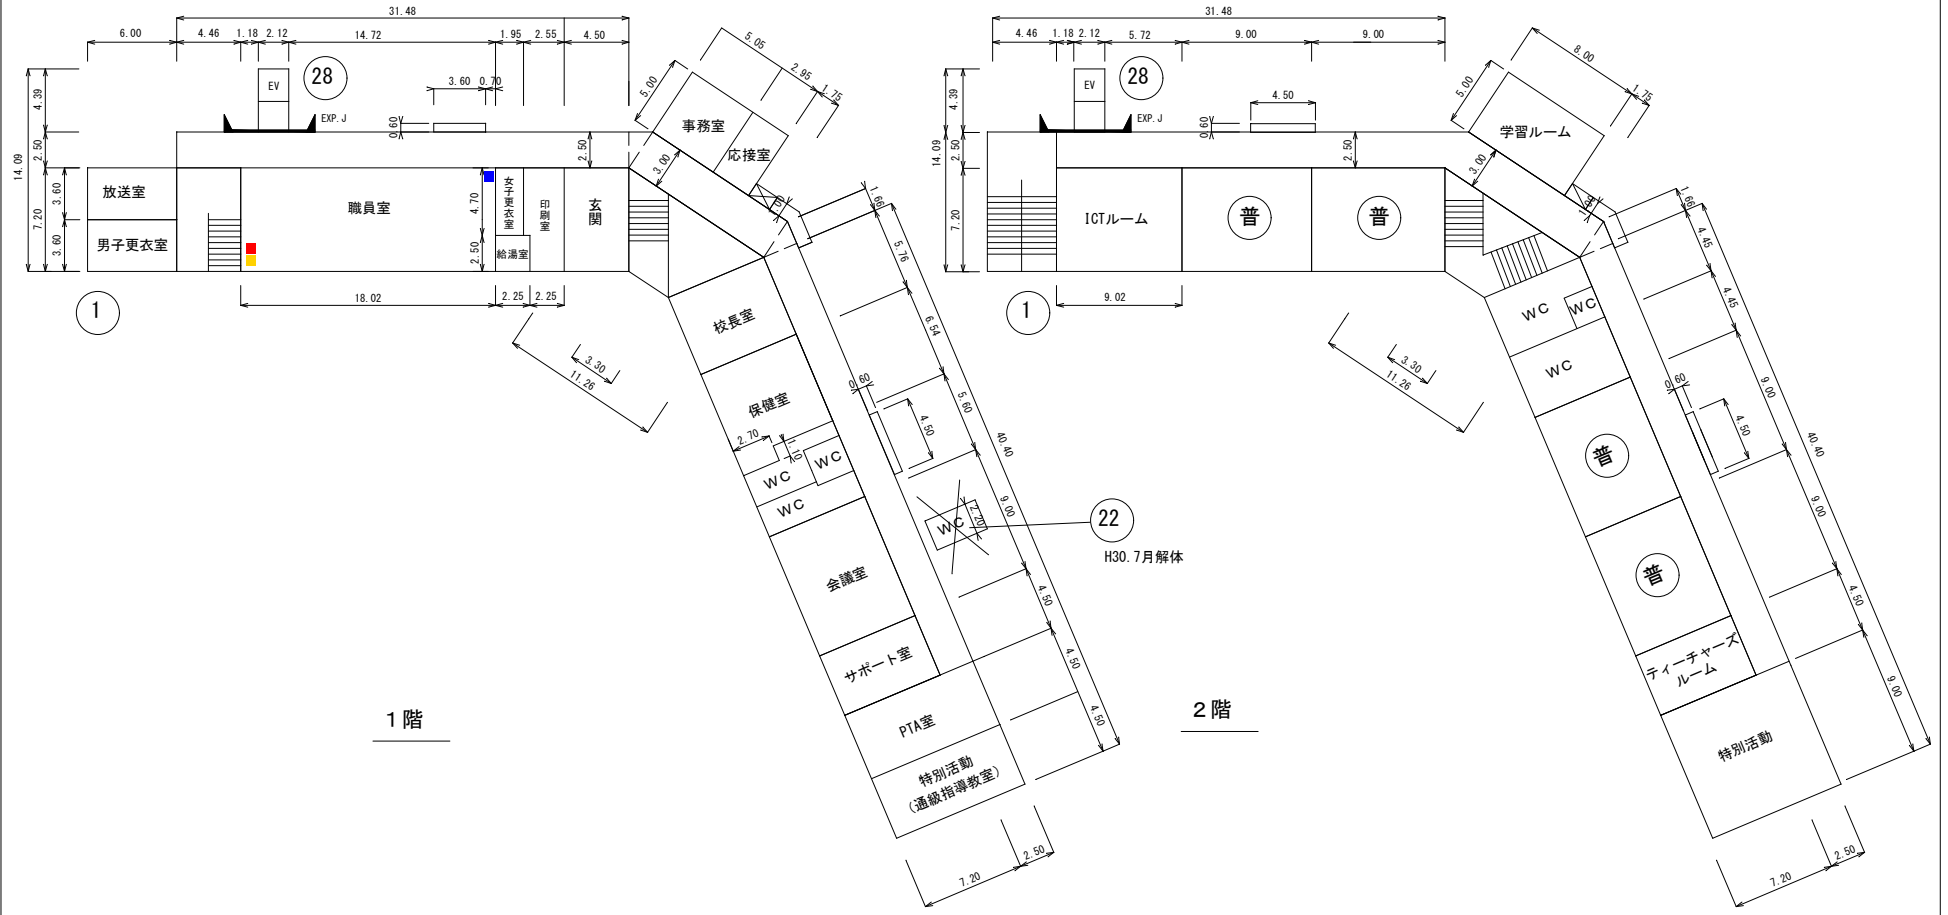 31.48
6.00
4.46
1.18
2.12
14.72
1.95
2.55
4.50
5.05
2.95
1.75
5.00
28
EV
EXP.J
3.60
0.70
0.60
4.39
2.50
14.09
7.20
3.60
3.60
2.50
3.00
事務室
応接室
放送室
男子更衣室
職員室
女子更衣室
4.70
2.50
印刷室
給湯室
玄関
1
18.02
2.25
2.25
3.30
11.26
1.66
5.76
6.54
5.60
40.40
9.00
4.50
4.50
0.60
4.50
校長室
保健室
2.70
1.10
WC
WC
WC
会議室
サポート室
PTA室
特別活動
(通級指導教室)
WC
2.20
22
H30.7月解体
7.20
2.50
1階
31.48
4.46
1.18
2.12
5.72
9.00
9.00
8.00
1.75
5.00
28
EV
EXP.J
4.50
0.60
4.39
2.50
14.09
7.20
2.50
3.00
学習ルーム
1.00
ICTルーム
普
普
1
9.02
3.30
11.26
1.66
4.45
4.45
9.00
40.40
9.00
4.50
9.00
0.60
4.50
WC
WC
WC
普
普
ティーチャーズ
ルーム
特別活動
7.20
2.50
2階